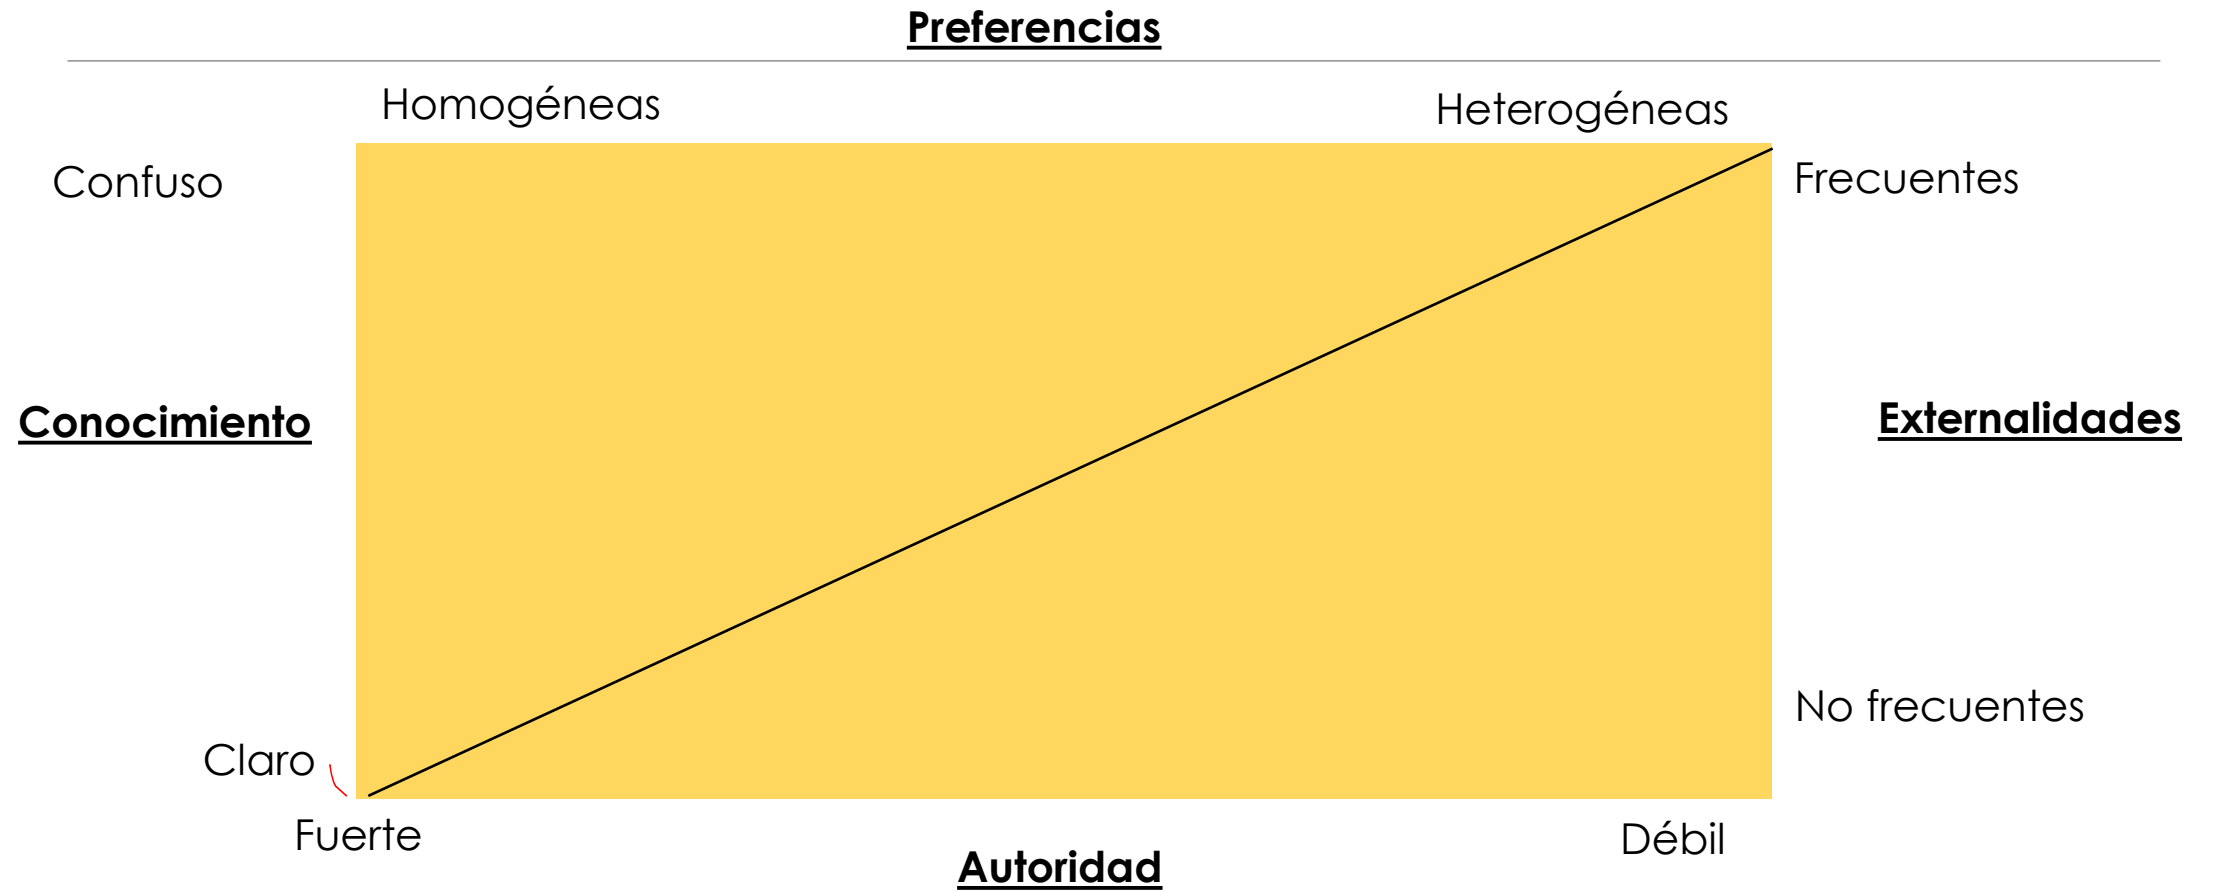 Preferencias
Homogéneas
Heterogéneas
Confuso
Frecuentes
Conocimiento
Externalidades
No frecuentes
Claro
Fuerte
Débil
Autoridad